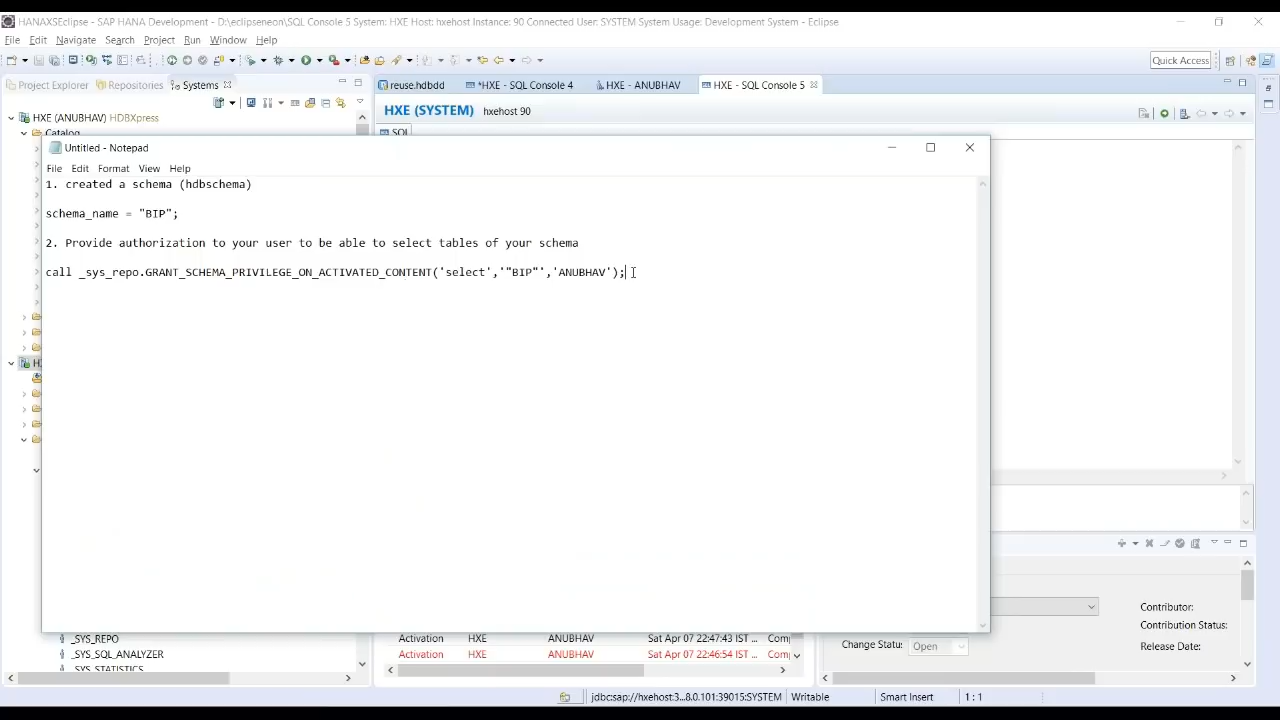 HANAXSEclipse - SAP HANA Development - D:\eclipseneon\SQL Console 5 System: HXE Host: hxehost Instance: 90 Connected User: SYSTEM System Usage: Development System - Eclipse
File Edit Navigate Search Project Run Window Help
Quick Access
Project Explorer Repositories Systems
reuse.hdbdd *HXE - SQL Console 4 HXE - ANUBHAV HXE - SQL Console 5
HXE (SYSTEM) hxehost 90
HXE (ANUBHAV) HDBXpress
Catalog
SQL
Untitled - Notepad
File Edit Format View Help
1. created a schema (hdbschema)
schema_name = "BIP";
2. Provide authorization to your user to be able to select tables of your schema
call _sys_repo.GRANT_SCHEMA_PRIVILEGE_ON_ACTIVATED_CONTENT('select','"BIP"','ANUBHAV');
Contributor:
Contribution Status:
Release Date:
Change Statu: Open
_SYS_REPO
_SYS_SQL_ANALYZER
_SYS_STATISTICS
Activation HXE ANUBHAV Sat Apr 07 22:47:43 IST ... Com
Activation HXE ANUBHAV Sat Apr 07 22:46:54 IST ... Com
jdbc:sap://hxehost:3...8.0.101:39015:SYSTEM Writable Smart Insert 1 : 1